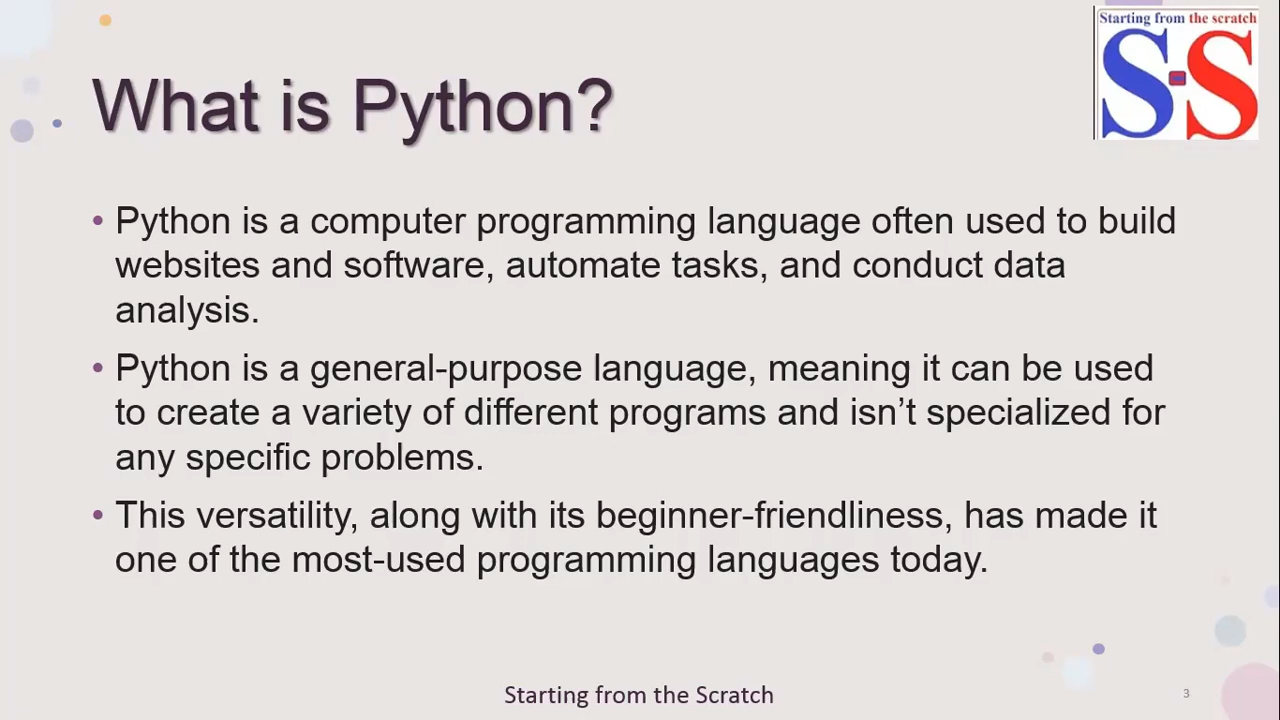 Starting from the scratch
S-S
What is Python?
• Python is a computer programming language often used to build
websites and software, automate tasks, and conduct data
analysis.
• Python is a general-purpose language, meaning it can be used
to create a variety of different programs and isn’t specialized for
any specific problems.
• This versatility, along with its beginner-friendliness, has made it
one of the most-used programming languages today.
Starting from the Scratch
3